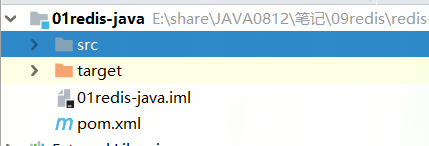 01redis-java E:\share\JAVA0812\笔记\09redis\redis-
src
target
01redis-java.iml
pom.xml